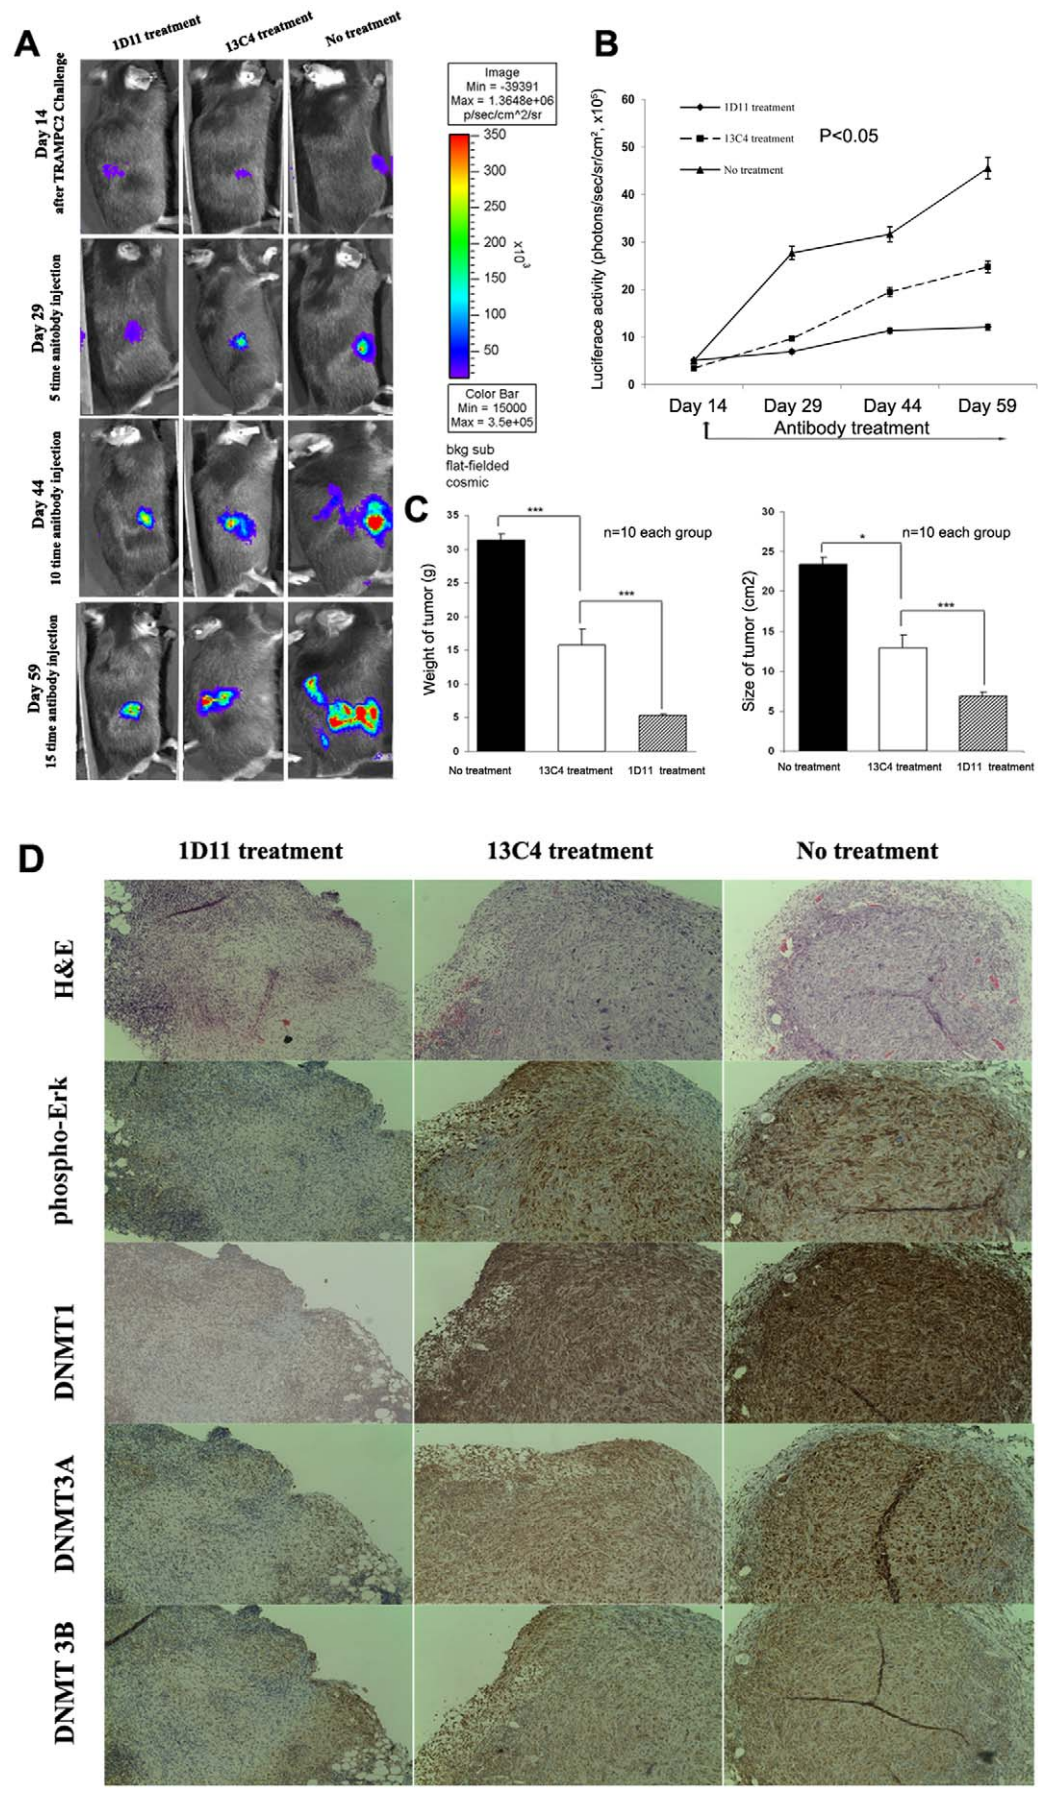 A
1D11 treatment
13C4 treatment
No treatment
Day 14
after TRAMPC2 Challenge
Day 29
5 time anitobdy injection
Day 44
10 time anitibody injection
Day 59
15 time antibody injection
Image
Min = -39391
Max = 1.3648e+06
p/sec/cm^2/sr
350
300
250
200
150
100
50
x10³
Color Bar
Min = 15000
Max = 3.5e+05
bkg sub
flat-fielded
cosmic
B
Luciferace activity (photons/sec/sr/cm², x10⁵)
60
50
40
30
20
10
0
1D11 treatment
13C4 treatment
No treatment
P<0.05
Day 14
Day 29
Day 44
Day 59
Antibody treatment
C
Weight of tumor (g)
35
30
25
20
15
10
5
0
***
***
n=10 each group
No treatment
13C4 treatment
1D11 treatment
Size of tumor (cm2)
30
25
20
15
10
5
0
*
***
n=10 each group
No treatment
13C4 treatment
1D11 treatment
D
1D11 treatment
13C4 treatment
No treatment
H&E
phospho-Erk
DNMT1
DNMT3A
DNMT 3B